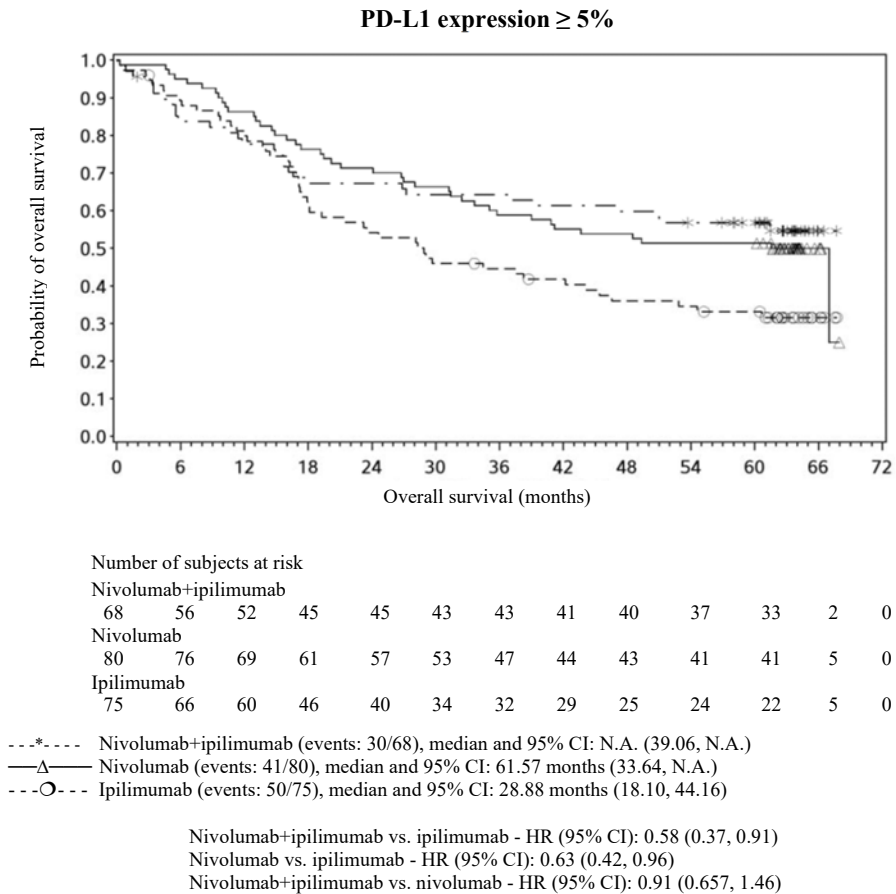 PD-L1 expression ≥ 5%
1.0
0.9
0.8
0.7
0.6
0.5
0.4
0.3
0.2
0.1
0.0
Probability of overall survival
0 6 12 18 24 30 36 42 48 54 60 66 72
Overall survival (months)
Number of subjects at risk
Nivolumab+ipilimumab
68 56 52 45 45 43 43 41 40 37 33 2 0
Nivolumab
80 76 69 61 57 53 47 44 43 41 41 5 0
Ipilimumab
75 66 60 46 40 34 32 29 25 24 22 5 0
- - -*- - - - Nivolumab+ipilimumab (events: 30/68), median and 95% CI: N.A. (39.06, N.A.)
——Δ—— Nivolumab (events: 41/80), median and 95% CI: 61.57 months (33.64, N.A.)
- - -O- - - Ipilimumab (events: 50/75), median and 95% CI: 28.88 months (18.10, 44.16)
Nivolumab+ipilimumab vs. ipilimumab - HR (95% CI): 0.58 (0.37, 0.91)
Nivolumab vs. ipilimumab - HR (95% CI): 0.63 (0.42, 0.96)
Nivolumab+ipilimumab vs. nivolumab - HR (95% CI): 0.91 (0.657, 1.46)